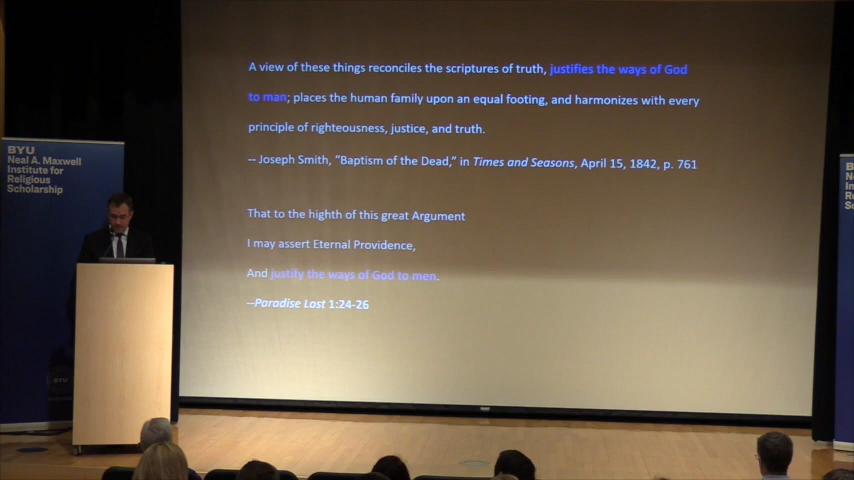 BYU
Neal A. Maxwell
Institute for
Religious
Scholarship
A view of these things reconciles the scriptures of truth, justifies the ways of God
to man; places the human family upon an equal footing, and harmonizes with every
principle of righteousness, justice, and truth.
-- Joseph Smith, "Baptism of the Dead," in Times and Seasons, April 15, 1842, p. 761
That to the highth of this great Argument
I may assert Eternal Providence,
And justify the ways of God to men.
--Paradise Lost 1:24-26
BYU